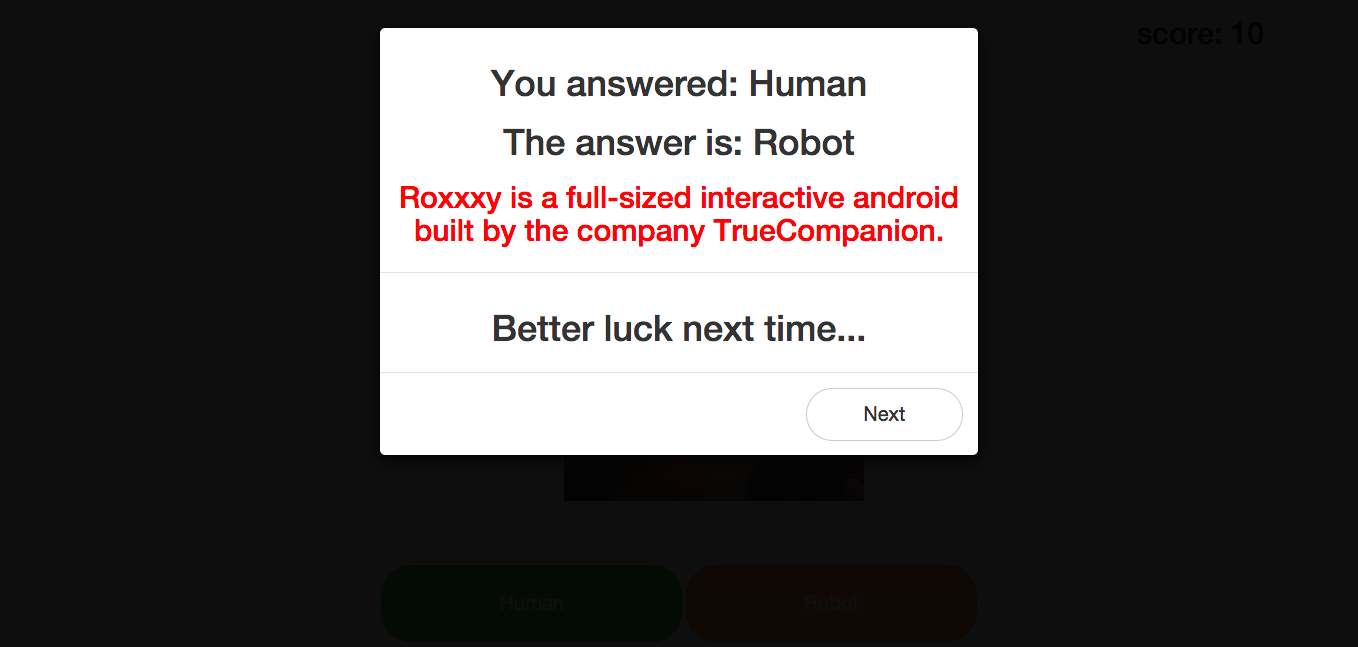 score: 10
You answered: Human
The answer is: Robot
Roxxxy is a full-sized interactive android
built by the company TrueCompanion.
Better luck next time...
Next
Human
Robot